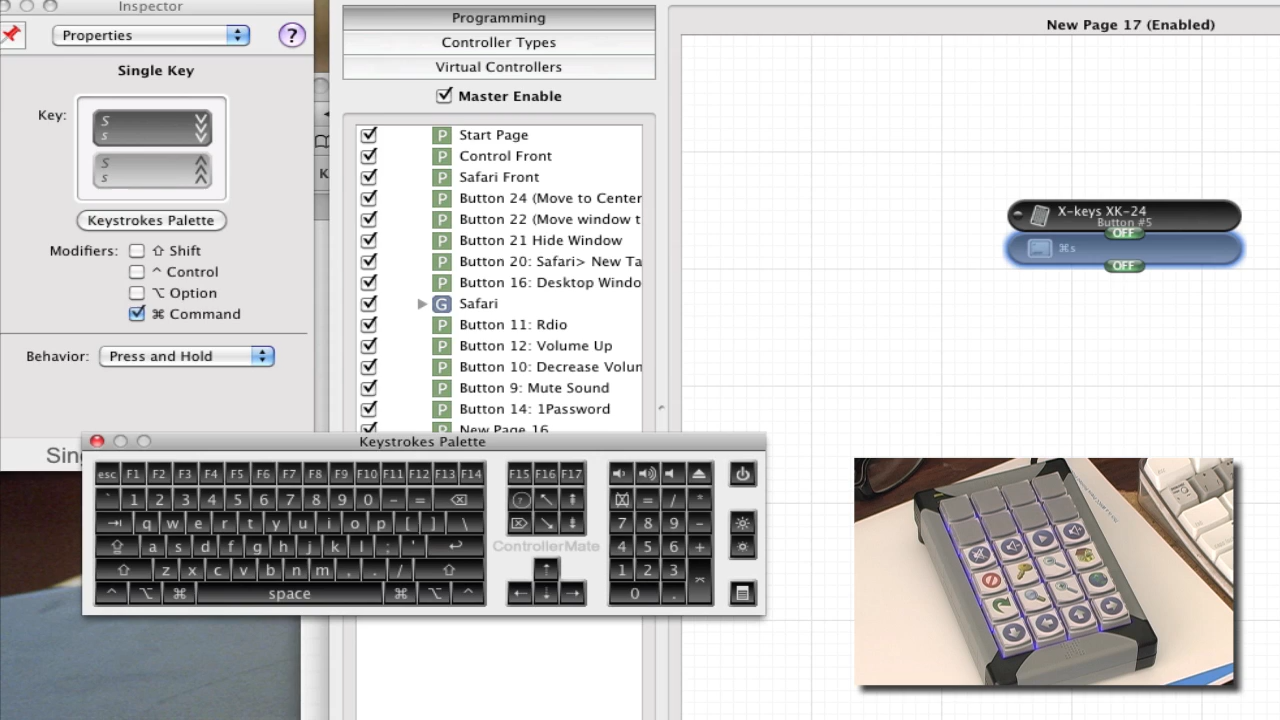 Inspector
Properties
?
Single Key
Key:
S
s
S
s
Keystrokes Palette
Modifiers:
⇧ Shift
^ Control
⌥ Option
⌘ Command
Behavior:
Press and Hold
Programming
Controller Types
Virtual Controllers
Master Enable
P Start Page
P Control Front
P Safari Front
P Button 24 (Move to Center
P Button 22 (Move window t
P Button 21 Hide Window
P Button 20: Safari> New Ta
P Button 16: Desktop Windo
G Safari
P Button 11: Rdio
P Button 12: Volume Up
P Button 10: Decrease Volun
P Button 9: Mute Sound
P Button 14: 1Password
New Page 16
New Page 17 (Enabled)
X-keys XK-24
Button #5
OFF
⌘s
OFF
Keystrokes Palette
esc F1 F2 F3 F4 F5 F6 F7 F8 F9 F10 F11 F12 F13 F14 F15 F16 F17
` 1 2 3 4 5 6 7 8 9 0 - = ⌫ = / *
⇥ q w e r t y u i o p [ ] \ ⌦ 7 8 9 -
a s d f g h j k l ; ' ↩ ControllerMate 4 5 6 +
⇧ z x c v b n m , . / ⇧ ↑ 1 2 3
^ ⌥ ⌘ space ⌘ ⌥ ^ ← ↓ → 0 .